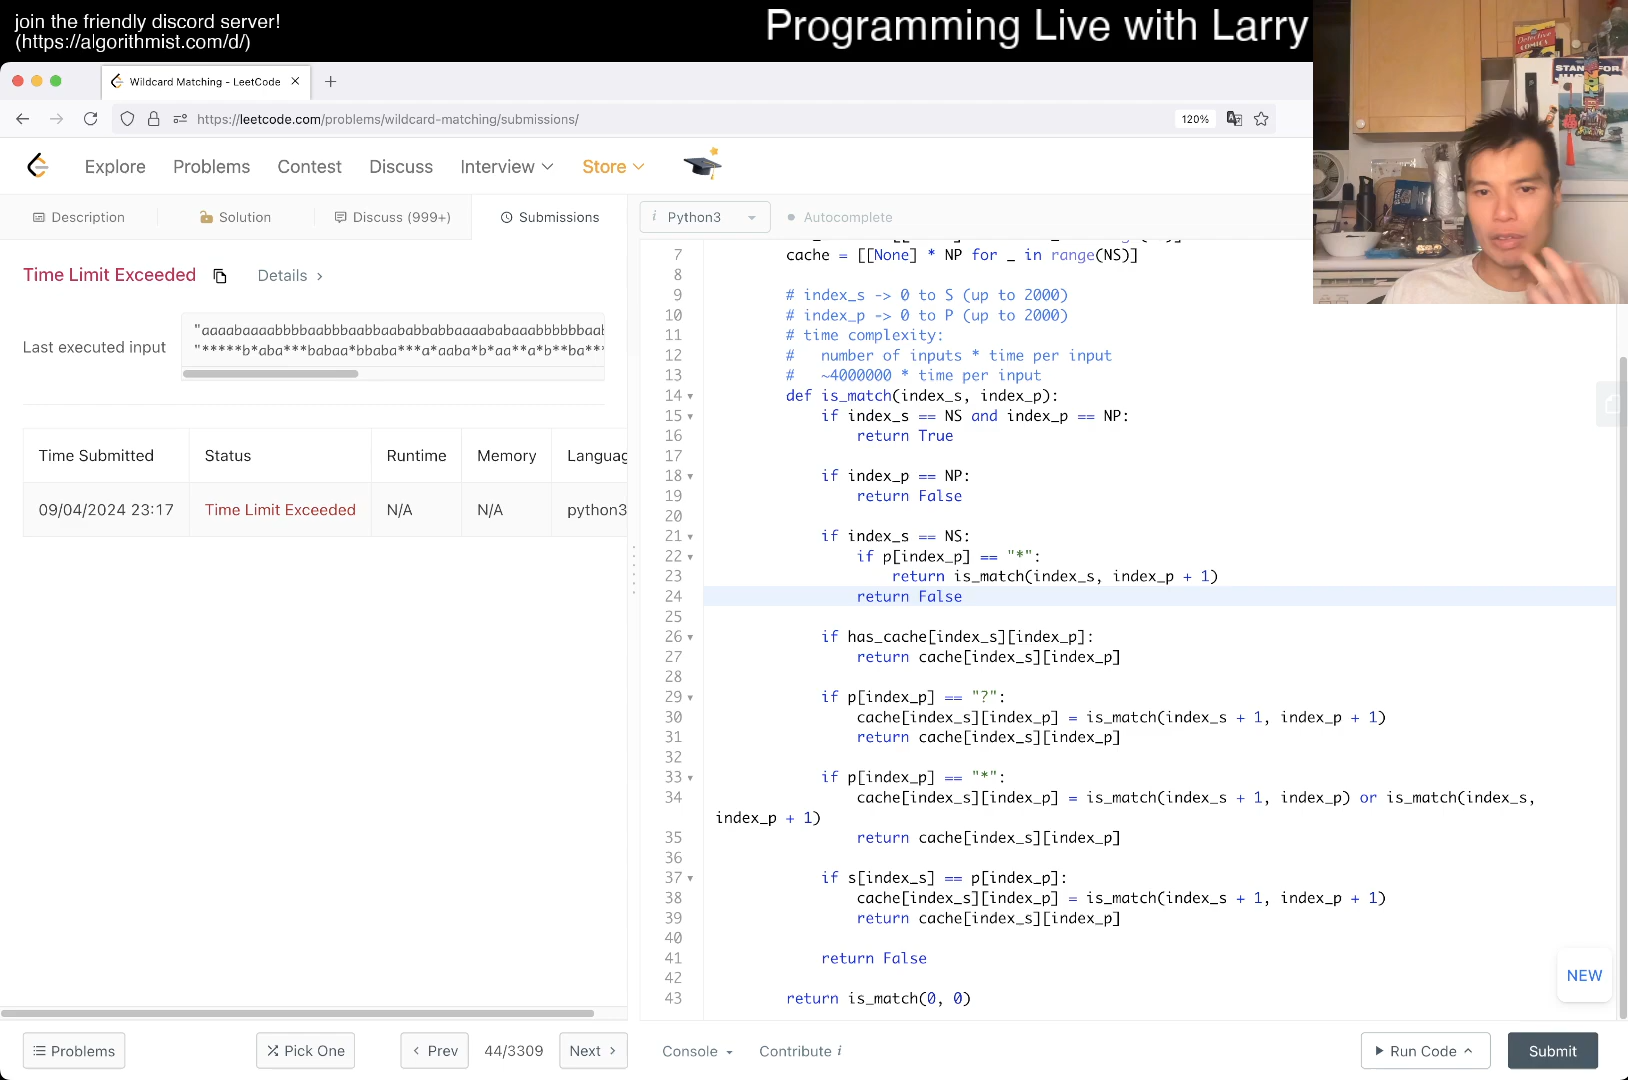 join the friendly discord server!
(https://algorithmist.com/d/)
Programming Live with Larry
Wildcard Matching - LeetCode
https://leetcode.com/problems/wildcard-matching/submissions/
120%
Explore Problems Contest Discuss Interview Store
Description Solution Discuss (999+) Submissions
Time Limit Exceeded Details >
Last executed input
"*****b*aba***babaa*bbaba***a*aaba*b*aa**a*b**ba***
Time Submitted Status Runtime Memory Languag
09/04/2024 23:17 Time Limit Exceeded N/A N/A python3
i Python3 Autocomplete
7 cache = [[None] * NP for _ in range(NS)]
8
9 # index_s -> 0 to S (up to 2000)
10 # index_p -> 0 to P (up to 2000)
11 # time complexity:
12 # number of inputs * time per input
13 # ~4000000 * time per input
14 def is_match(index_s, index_p):
15 if index_s == NS and index_p == NP:
16 return True
17
18 if index_p == NP:
19 return False
20
21 if index_s == NS:
22 if p[index_p] == "*":
23 return is_match(index_s, index_p + 1)
24 return False
25
26 if has_cache[index_s][index_p]:
27 return cache[index_s][index_p]
28
29 if p[index_p] == "?":
30 cache[index_s][index_p] = is_match(index_s + 1, index_p + 1)
31 return cache[index_s][index_p]
32
33 if p[index_p] == "*":
34 cache[index_s][index_p] = is_match(index_s + 1, index_p) or is_match(index_s,
index_p + 1)
35 return cache[index_s][index_p]
36
37 if s[index_s] == p[index_p]:
38 cache[index_s][index_p] = is_match(index_s + 1, index_p + 1)
39 return cache[index_s][index_p]
40
41 return False
42
43 return is_match(0, 0)
NEW
Problems Pick One < Prev 44/3309 Next > Console Contribute i Run Code Submit